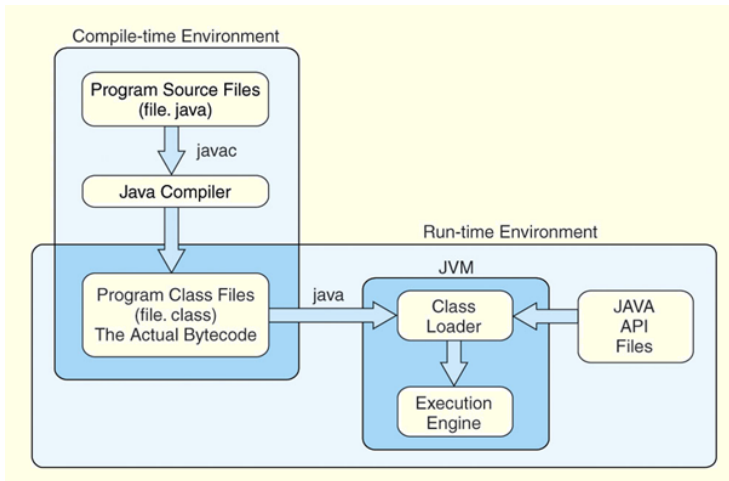 Compile-time Environment
Program Source Files
(file. java)
javac
Java Compiler
Run-time Environment
Program Class Files
(file. class)
The Actual Bytecode
java
JVM
Class
Loader
JAVA
API
Files
Execution
Engine